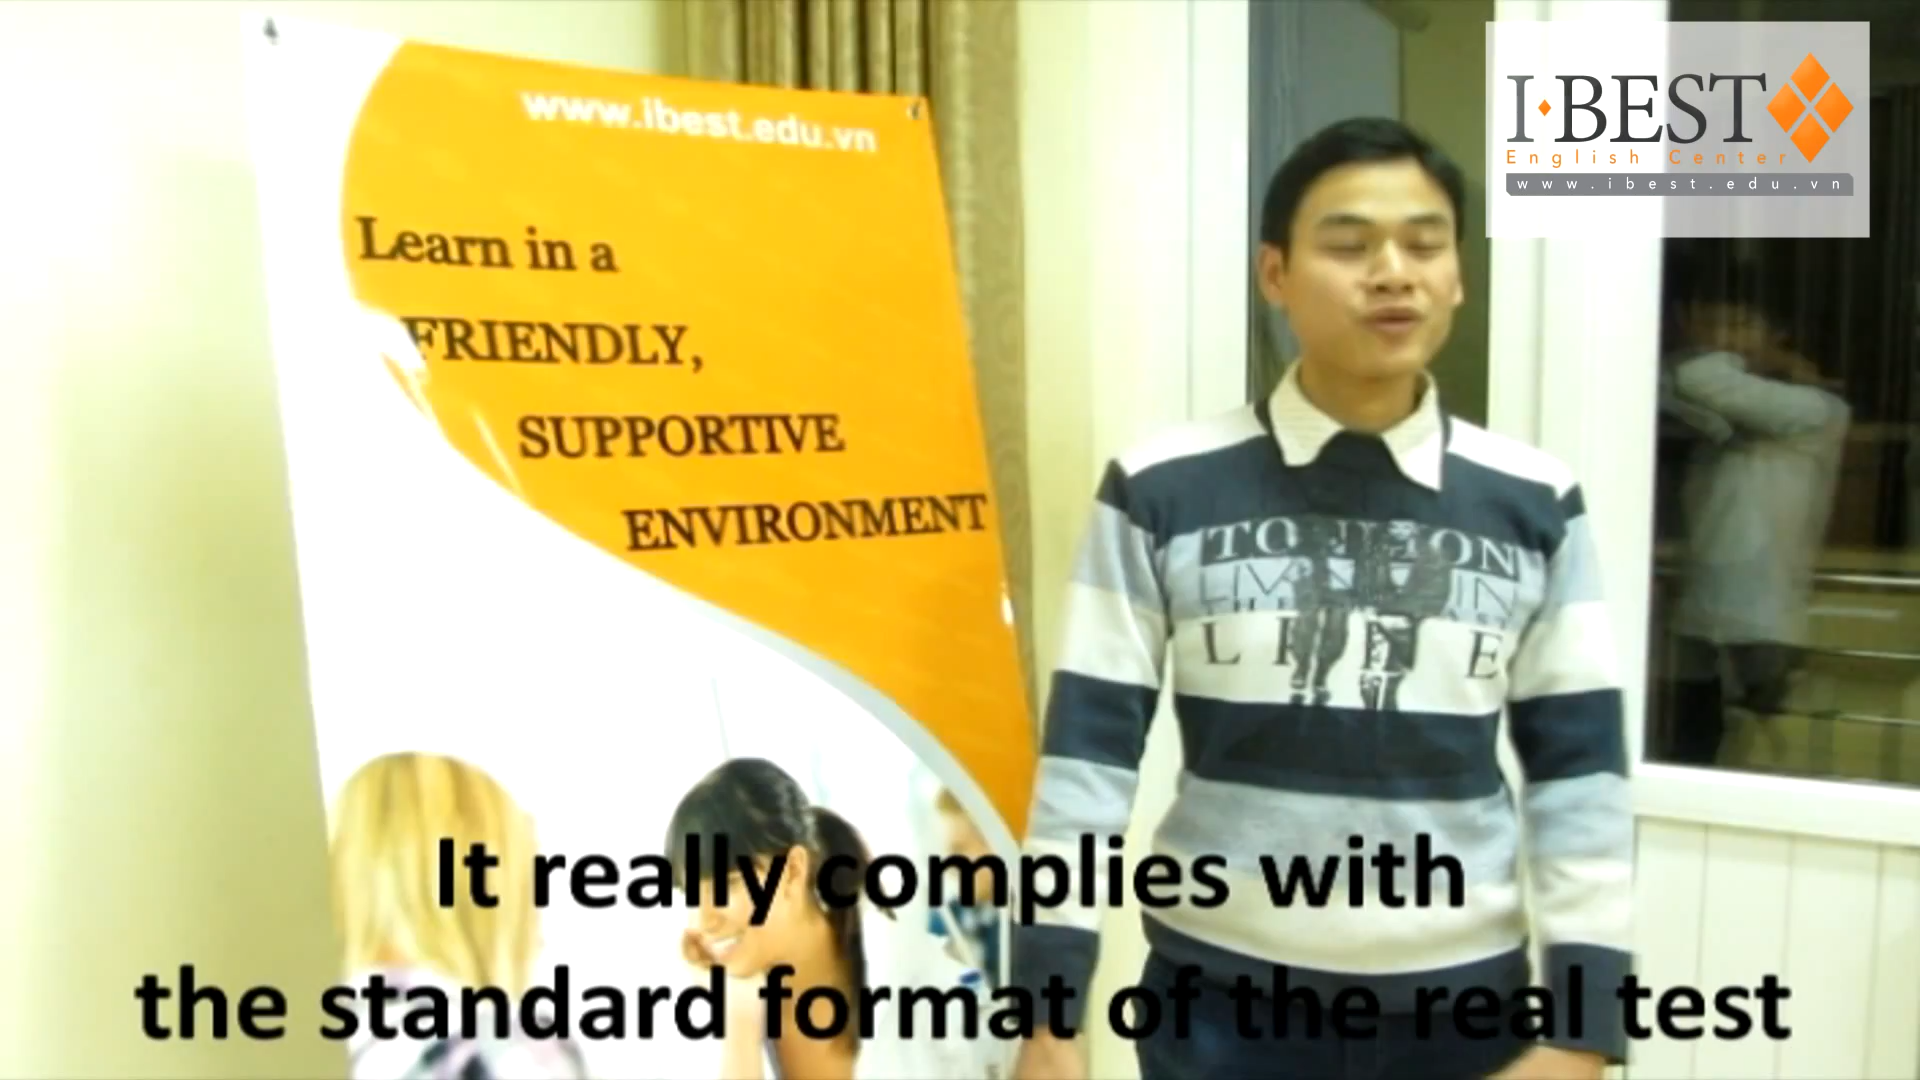 www.ibest.edu.vn
Learn in a
FRIENDLY,
SUPPORTIVE
ENVIRONMENT
I·BEST
English Center
www.ibest.edu.vn
It really complies with
the standard format of the real test